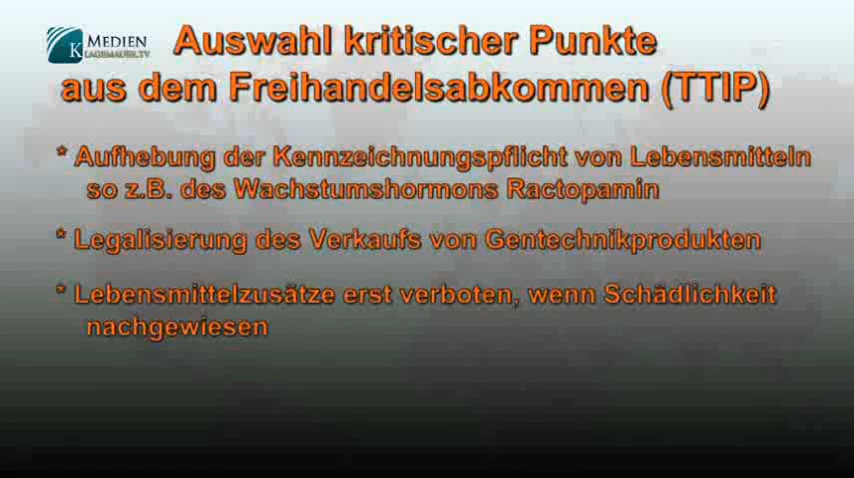 MEDIEN
KLAGEMAUER.TV
Auswahl kritischer Punkte
aus dem Freihandelsabkommen (TTIP)
* Aufhebung der Kennzeichnungspflicht von Lebensmitteln
so z.B. des Wachstumshormons Ractopamin
* Legalisierung des Verkaufs von Gentechnikprodukten
* Lebensmittelzusätze erst verboten, wenn Schädlichkeit
nachgewiesen